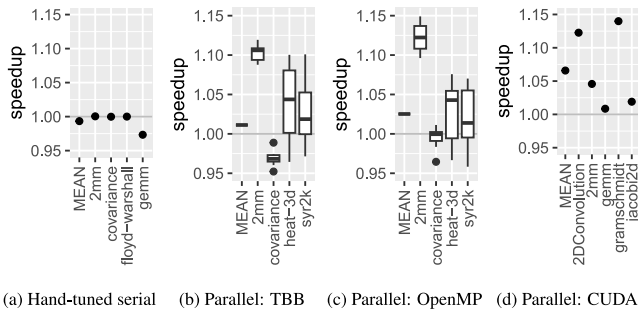 speedup
1.15
1.10
1.05
1.00
0.95
MEAN
2mm
covariance
floyd−warshall
gemm
speedup
1.15
1.10
1.05
1.00
0.95
MEAN
2mm
covariance
heat−3d
syr2k
speedup
1.15
1.10
1.05
1.00
0.95
MEAN
2mm
covariance
heat−3d
syr2k
speedup
1.15
1.10
1.05
1.00
0.95
MEAN
2DConvolution
2mm
gemm
gramschmidt
jacobi2d
(a) Hand-tuned serial
(b) Parallel: TBB
(c) Parallel: OpenMP
(d) Parallel: CUDA